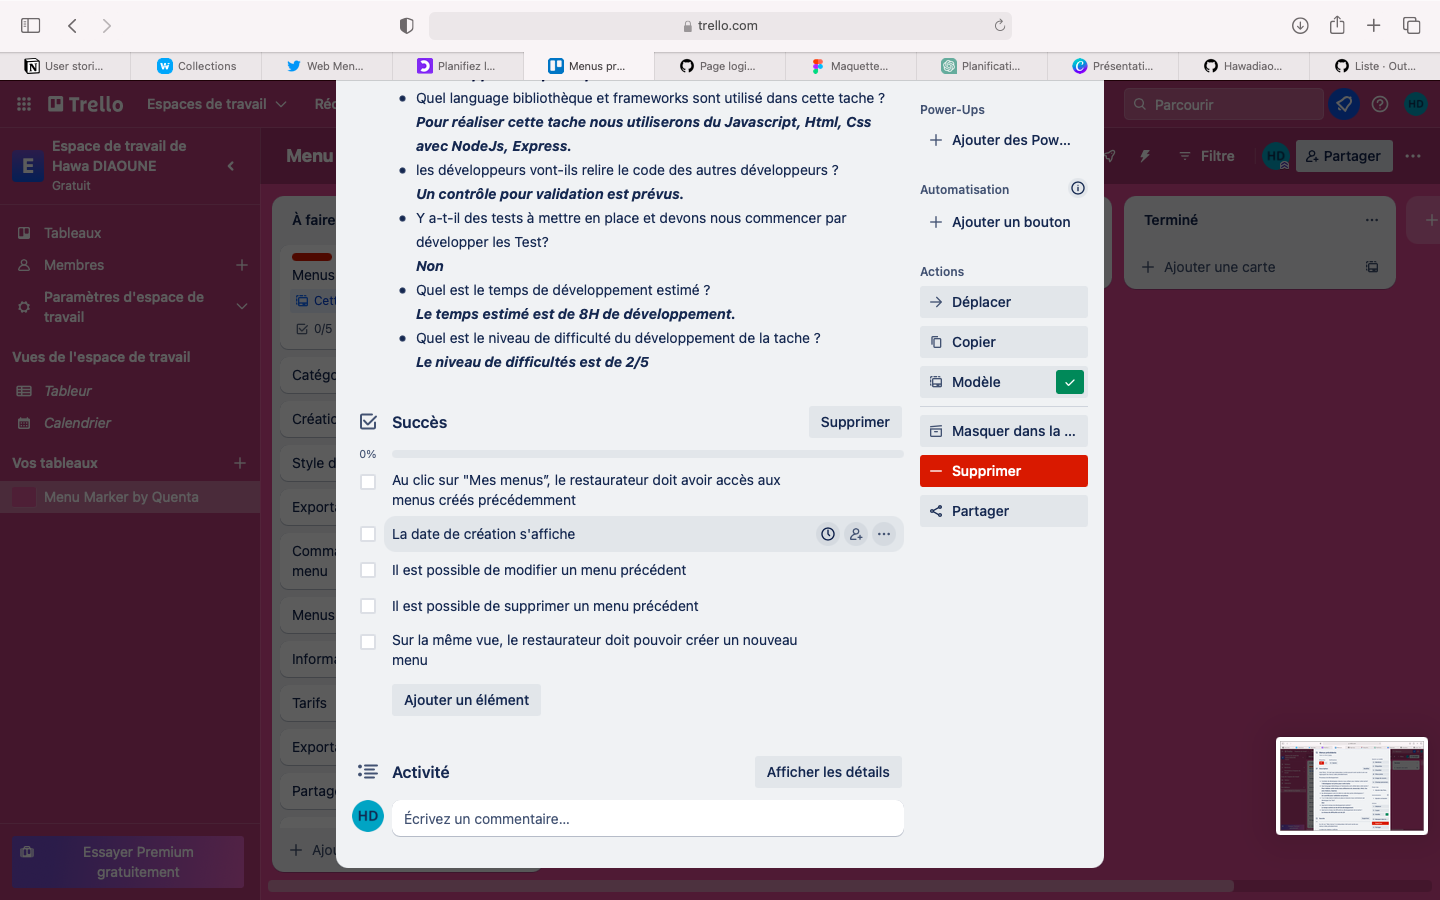 trello.com
User stori...
Collections
Web Men...
Planifiez l...
Menus pr...
Page logi...
Maquette...
Planificati...
Présentati...
Hawadiao...
Liste · Out...
Trello
Espaces de travail
Réc
Parcourir
HD
Espace de travail de
Hawa DIAOUNE
Gratuit
E
Menu
HD
Filtre
Partager
Tableaux
Membres
Paramètres d'espace de
travail
Vues de l'espace de travail
Tableur
Calendrier
Vos tableaux
Menu Marker by Quenta
Essayer Premium
gratuitement
À faire
Menus
Cett
0/5
Catégo
Créatio
Style d
Exporta
Comma
menu
Menus
Informa
Tarifs
Exporta
Partage
Ajou
Quel language bibliothèque et frameworks sont utilisé dans cette tache ?
Pour réaliser cette tache nous utiliserons du Javascript, Html, Css
avec NodeJs, Express.
les développeurs vont-ils relire le code des autres développeurs ?
Un contrôle pour validation est prévus.
Y a-t-il des tests à mettre en place et devons nous commencer par
développer les Test?
Non
Quel est le temps de développement estimé ?
Le temps estimé est de 8H de développement.
Quel est le niveau de difficulté du développement de la tache ?
Le niveau de difficultés est de 2/5
Succès
Supprimer
0%
Au clic sur "Mes menus”, le restaurateur doit avoir accès aux
menus créés précédemment
La date de création s'affiche
Il est possible de modifier un menu précédent
Il est possible de supprimer un menu précédent
Sur la même vue, le restaurateur doit pouvoir créer un nouveau
menu
Ajouter un élément
Activité
Afficher les détails
HD
Écrivez un commentaire…
Power-Ups
Ajouter des Pow...
Automatisation
Ajouter un bouton
Actions
Déplacer
Copier
Modèle
Masquer dans la ...
Supprimer
Partager
Terminé
Ajouter une carte